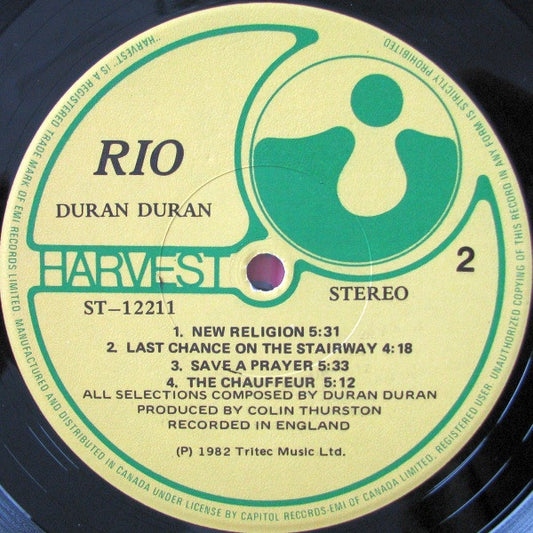 RIO
DURAN DURAN
HARVEST
ST–12211
STEREO
2
1. NEW RELIGION 5:31
2. LAST CHANCE ON THE STAIRWAY 4:18
3. SAVE A PRAYER 5:33
4. THE CHAUFFEUR 5:12
ALL SELECTIONS COMPOSED BY DURAN DURAN
PRODUCED BY COLIN THURSTON
RECORDED IN ENGLAND
(P) 1982 Tritec Music Ltd.
MANUFACTURED AND DISTRIBUTED IN CANADA UNDER LICENSE BY CAPITOL RECORDS-EMI OF CANADA LIMITED. REGISTERED USER. UNAUTHORIZED COPYING OF THIS RECORD IN ANY FORM IS STRICTLY PROHIBITED
"HARVEST" IS A REGISTERED TRADE MARK OF EMI RECORDS LIMITED.